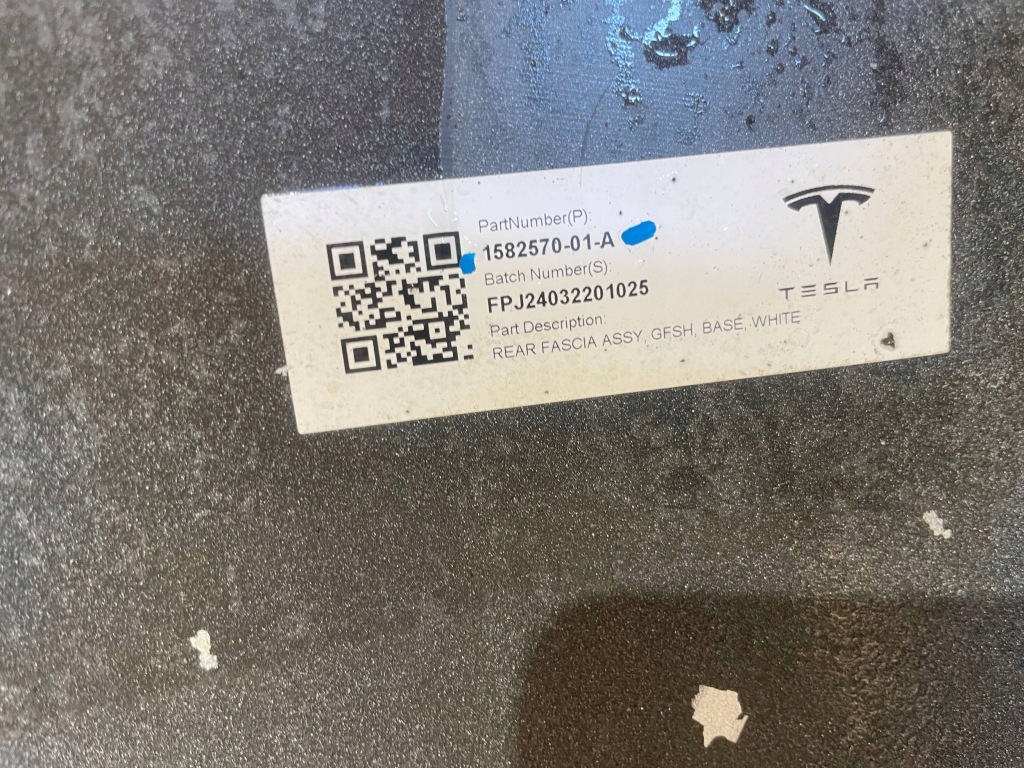 PartNumber(P):
1582570-01-A
Batch Number(S):
FPJ24032201025
Part Description:
REAR FASCIA ASSY, GFSH, BASE, WHITE
TESLA